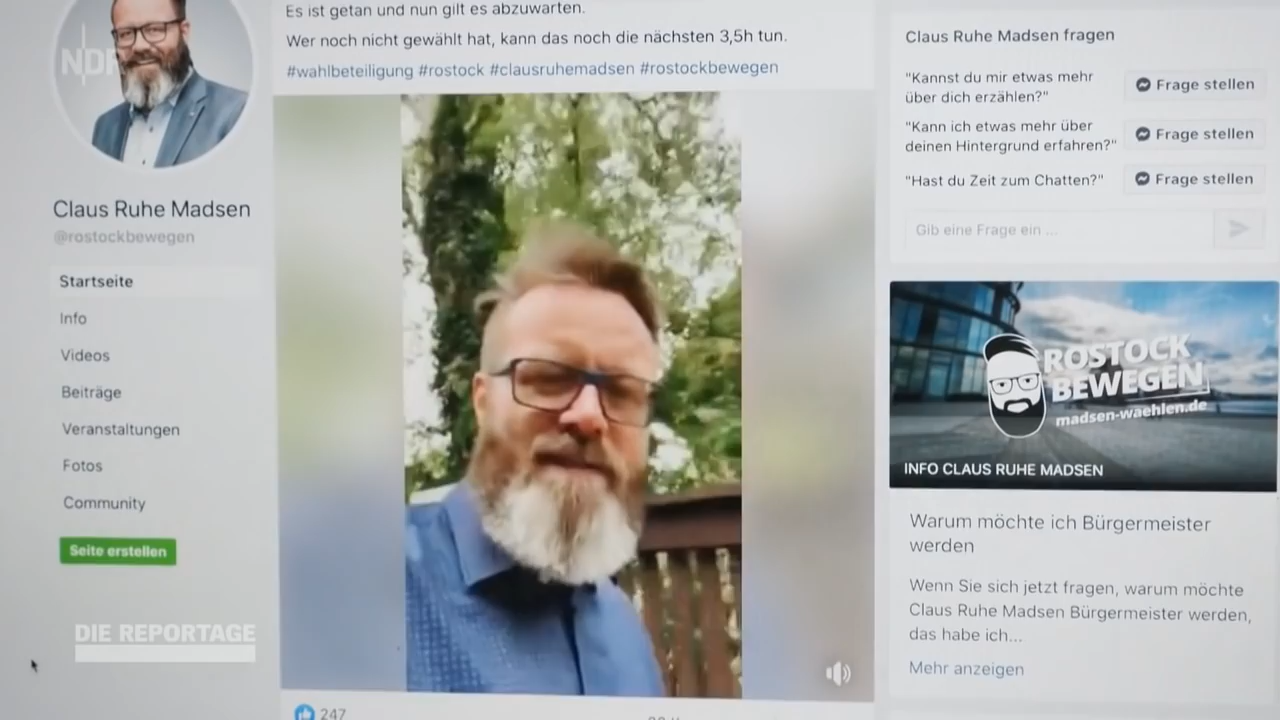 NDR
Claus Ruhe Madsen
@rostockbewegen
Startseite
Info
Videos
Beiträge
Veranstaltungen
Fotos
Community
Seite erstellen
DIE REPORTAGE
Es ist getan und nun gilt es abzuwarten.
Wer noch nicht gewählt hat, kann das noch die nächsten 3,5h tun.
#wahlbeteiligung #rostock #clausruhemadsen #rostockbewegen
247
Claus Ruhe Madsen fragen
"Kannst du mir etwas mehr
über dich erzählen?"
Frage stellen
"Kann ich etwas mehr über
deinen Hintergrund erfahren?"
Frage stellen
"Hast du Zeit zum Chatten?"
Frage stellen
Gib eine Frage ein ...
ROSTOCK
BEWEGEN
madsen-waehlen.de
INFO CLAUS RUHE MADSEN
Warum möchte ich Bürgermeister
werden
Wenn Sie sich jetzt fragen, warum möchte
Claus Ruhe Madsen Bürgermeister werden,
das habe ich...
Mehr anzeigen